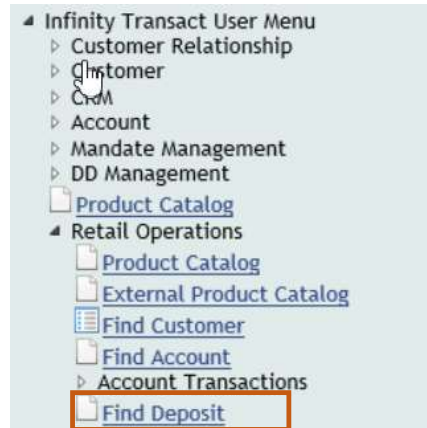 Infinity Transact User Menu
Customer Relationship
Customer
CRM
Account
Mandate Management
DD Management
Product Catalog
Retail Operations
Product Catalog
External Product Catalog
Find Customer
Find Account
Account Transactions
Find Deposit